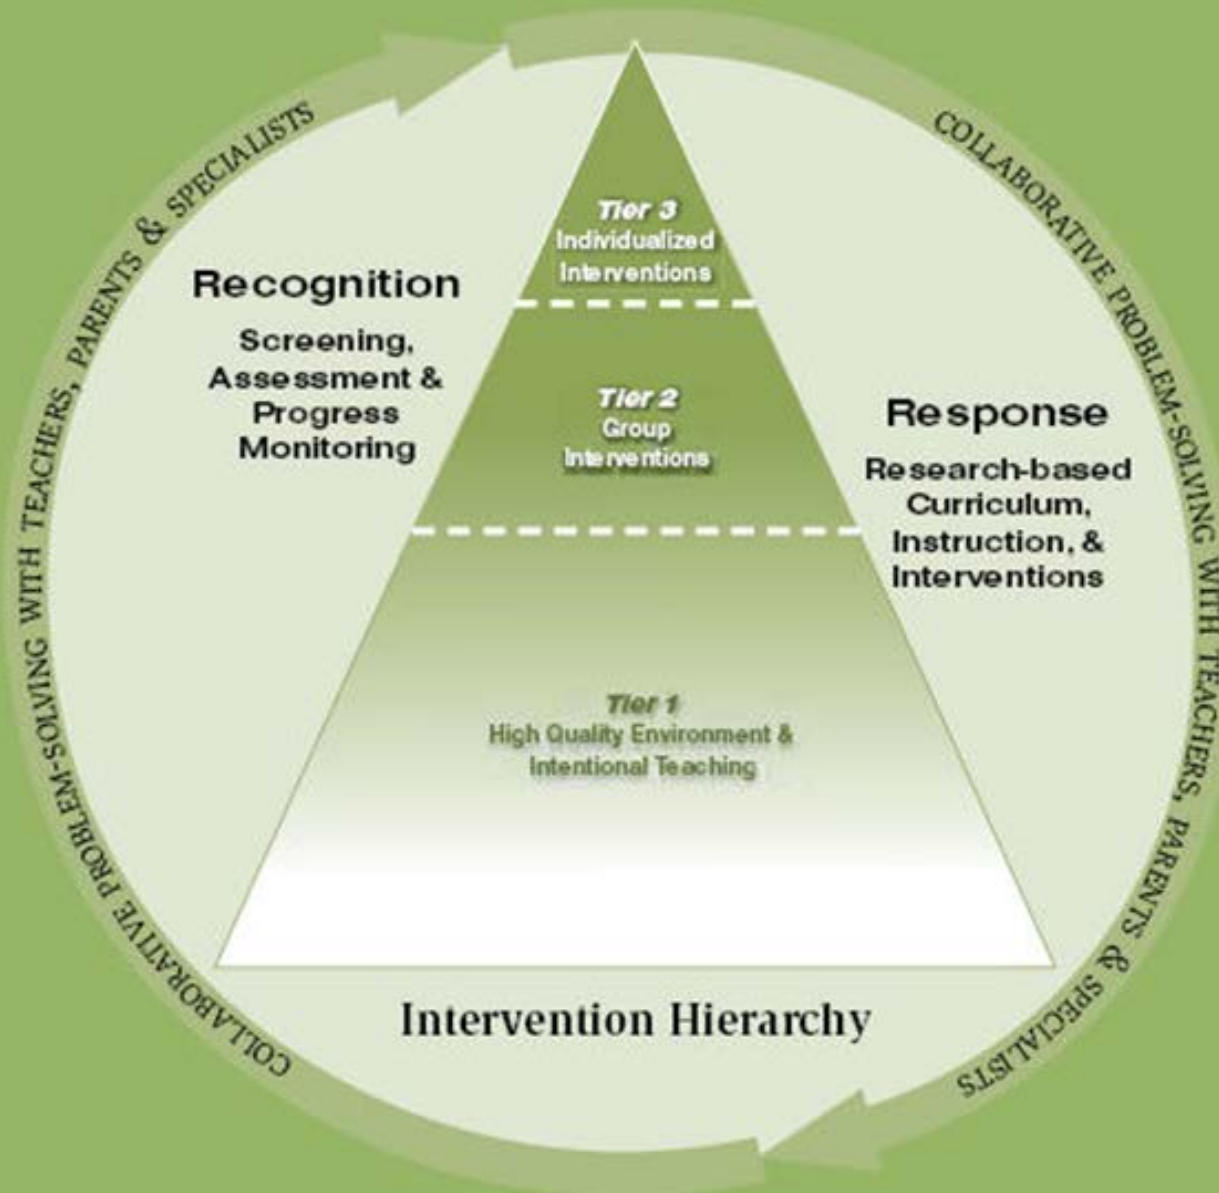 COLLABORATIVE PROBLEM-SOLVING WITH TEACHERS, PARENTS & SPECIALISTS
COLLABORATIVE PROBLEM-SOLVING WITH TEACHERS, PARENTS & SPECIALISTS
Recognition
Screening,
Assessment &
Progress
Monitoring
Tier 3
Individualized
Interventions
Tier 2
Group
Interventions
Tier 1
High Quality Environment &
Intentional Teaching
Response
Research-based
Curriculum,
Instruction, &
Interventions
Intervention Hierarchy